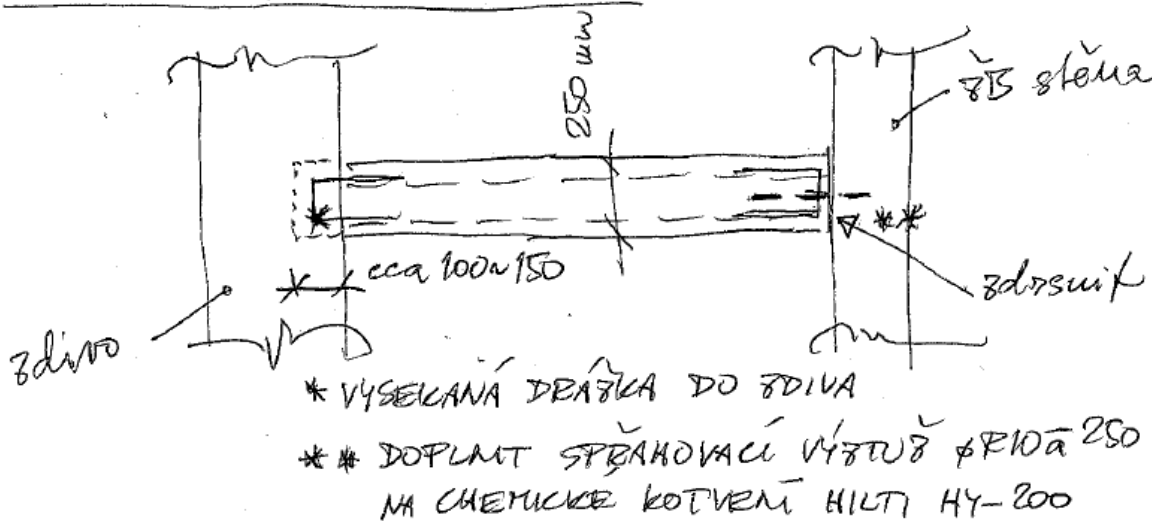 250 mm
ŽB stěna
cca 100~150
zdrsnit
zdivo
* VYSEKANÁ DRÁŽKA DO ZDIVA
** DOPLNIT SPŘAHOVACÍ VÝZTUŽ øR10 ā 250
NA CHEMICKÉ KOTVENÍ HILTI HY-200